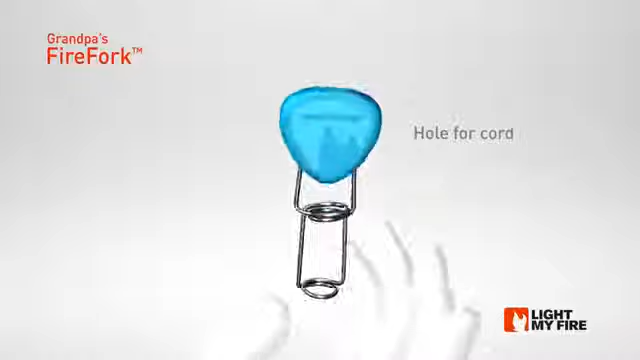 Grandpa's
FireFork™
Hole for cord
LIGHT
MY FIRE